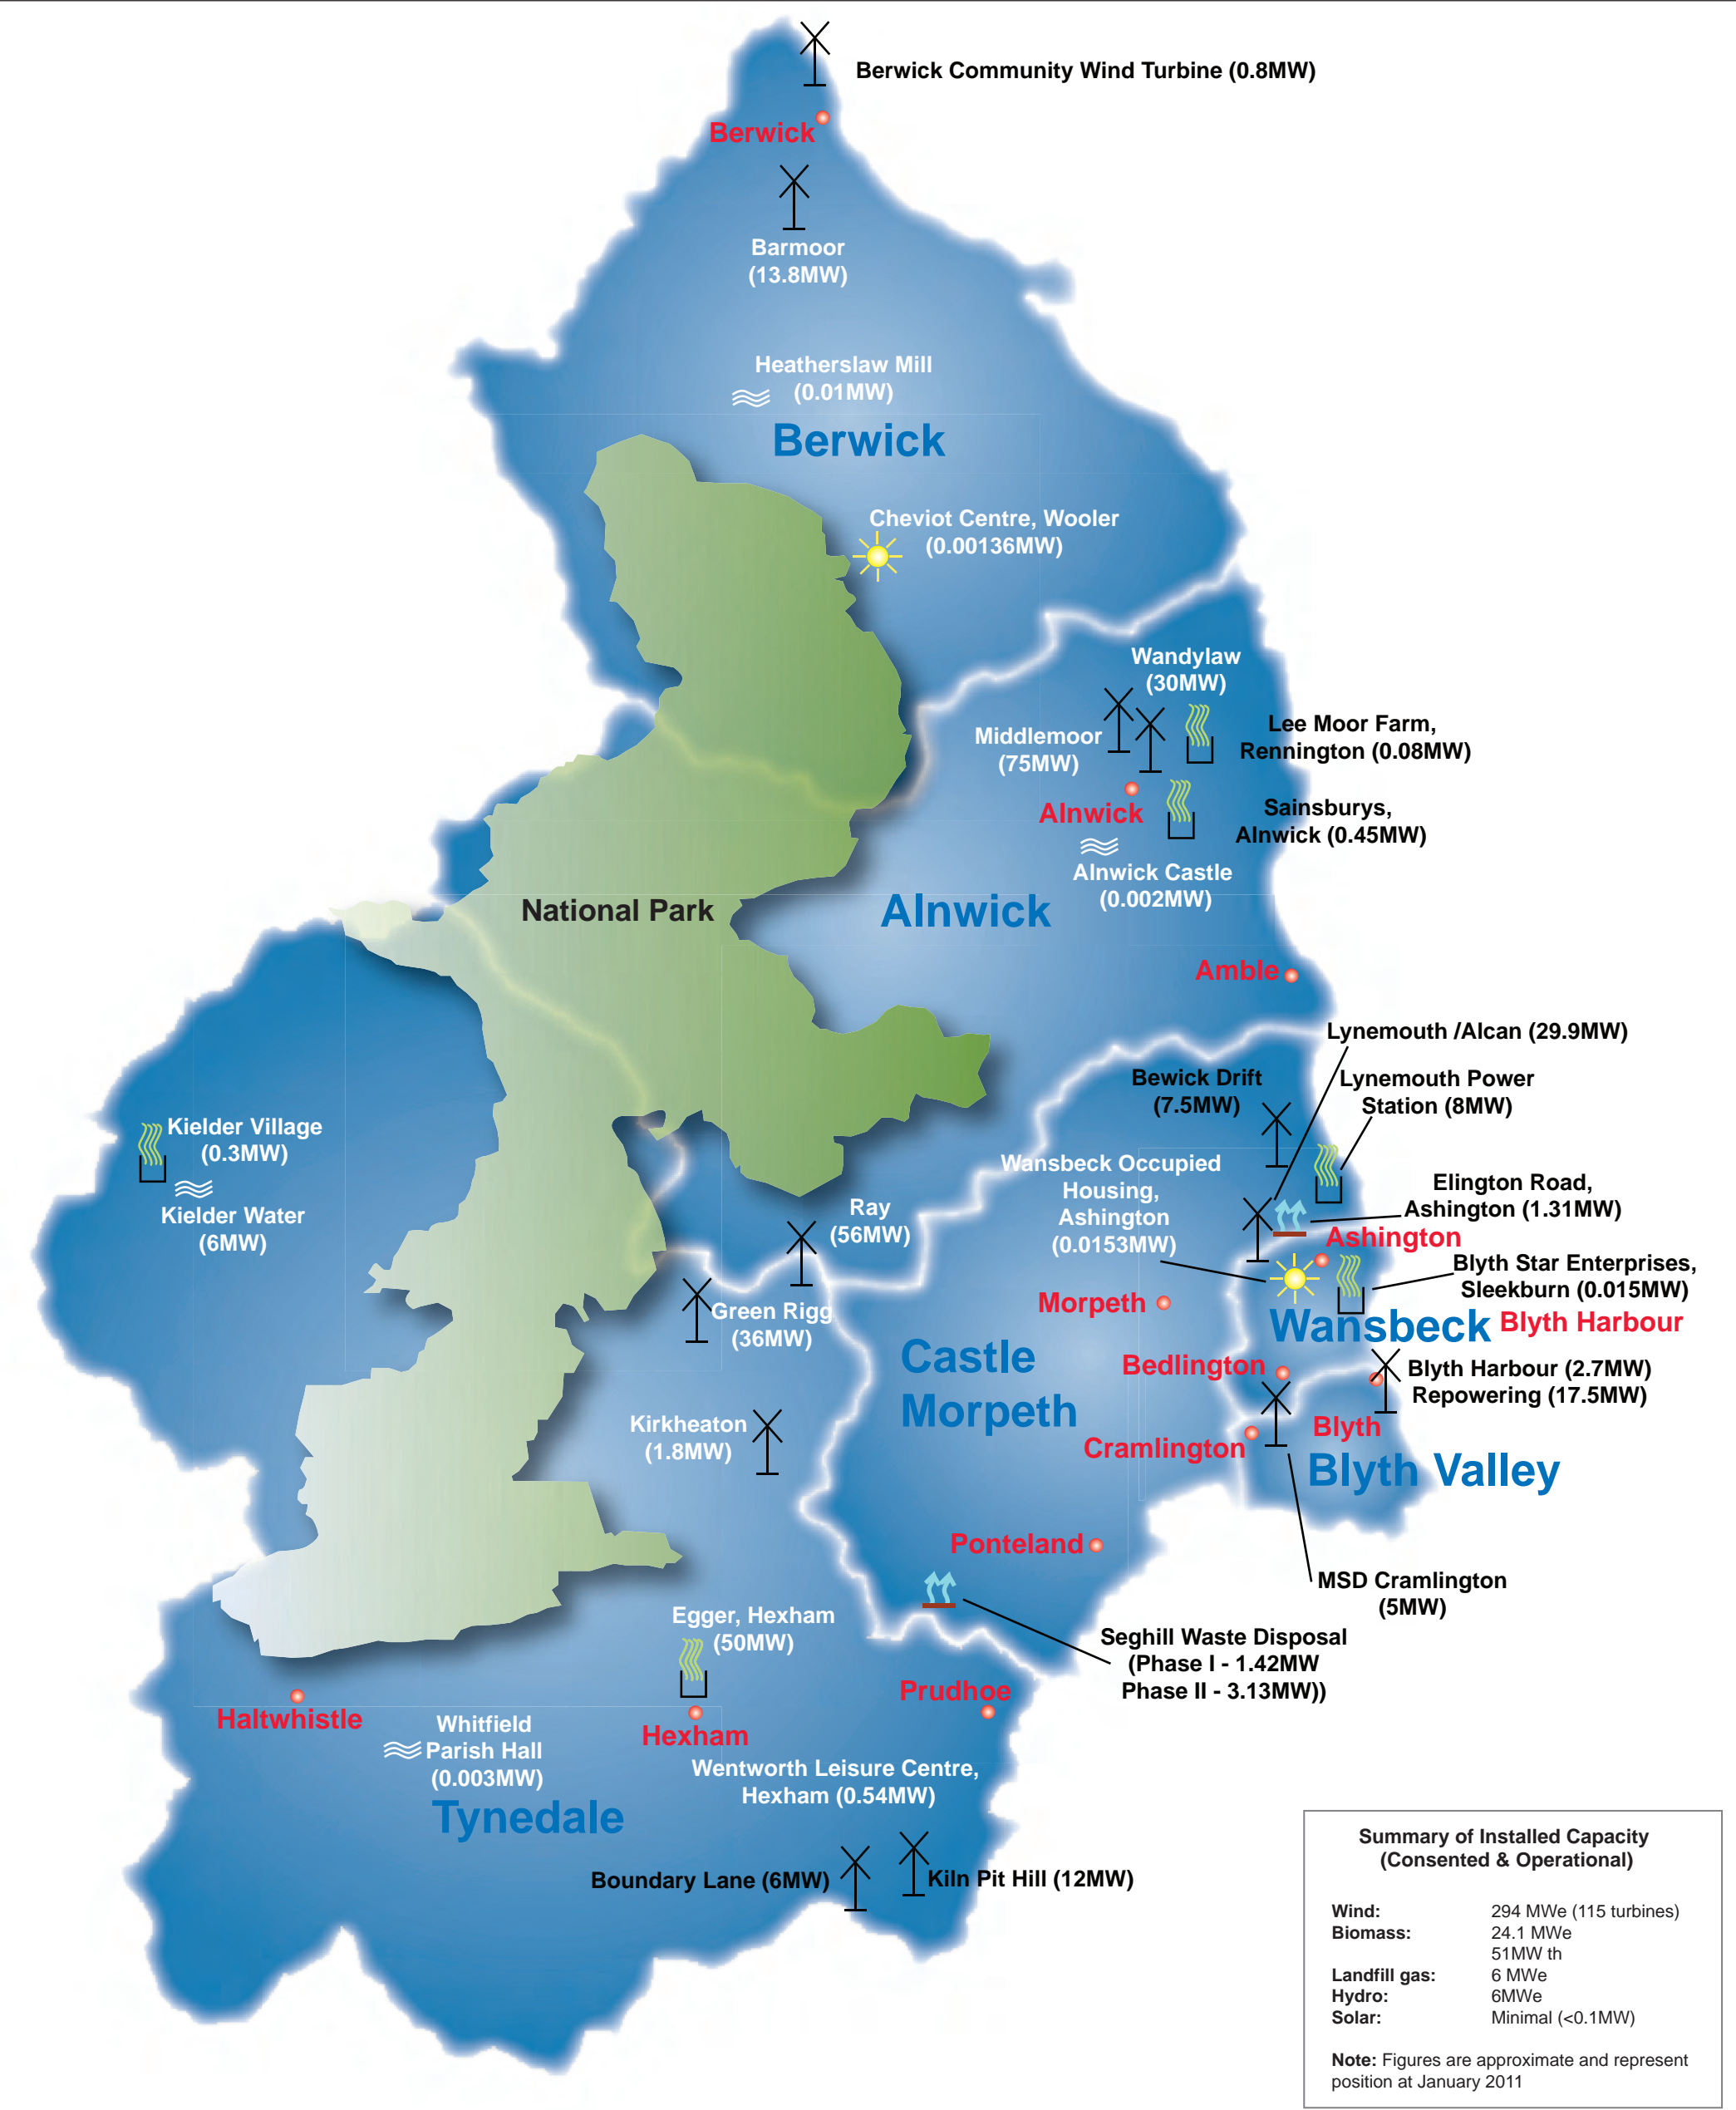 Berwick Community Wind Turbine (0.8MW)
Berwick
Barmoor
(13.8MW)
Heatherslaw Mill
(0.01MW)
Berwick
Cheviot Centre, Wooler
(0.00136MW)
Wandylaw
(30MW)
Middlemoor
(75MW)
Lee Moor Farm,
Rennington (0.08MW)
Alnwick
Sainsburys,
Alnwick (0.45MW)
Alnwick Castle
(0.002MW)
National Park
Alnwick
Amble
Lynemouth /Alcan (29.9MW)
Bewick Drift
(7.5MW)
Lynemouth Power
Station (8MW)
Kielder Village
(0.3MW)
Kielder Water
(6MW)
Wansbeck Occupied
Housing,
Ashington
(0.0153MW)
Elington Road,
Ashington (1.31MW)
Ashington
Ray
(56MW)
Blyth Star Enterprises,
Sleekburn (0.015MW)
Green Rigg
(36MW)
Morpeth
Wansbeck
Blyth Harbour
Castle
Morpeth
Bedlington
Blyth Harbour (2.7MW)
Repowering (17.5MW)
Kirkheaton
(1.8MW)
Cramlington
Blyth
Blyth Valley
Ponteland
MSD Cramlington
(5MW)
Egger, Hexham
(50MW)
Seghill Waste Disposal
(Phase I - 1.42MW
Phase II - 3.13MW))
Prudhoe
Haltwhistle
Hexham
Whitfield
Parish Hall
(0.003MW)
Wentworth Leisure Centre,
Hexham (0.54MW)
Tynedale
Boundary Lane (6MW)
Kiln Pit Hill (12MW)
Summary of Installed Capacity
(Consented & Operational)
Wind: 294 MWe (115 turbines)
Biomass: 24.1 MWe
51MW th
Landfill gas: 6 MWe
Hydro: 6MWe
Solar: Minimal (<0.1MW)
Note: Figures are approximate and represent
position at January 2011